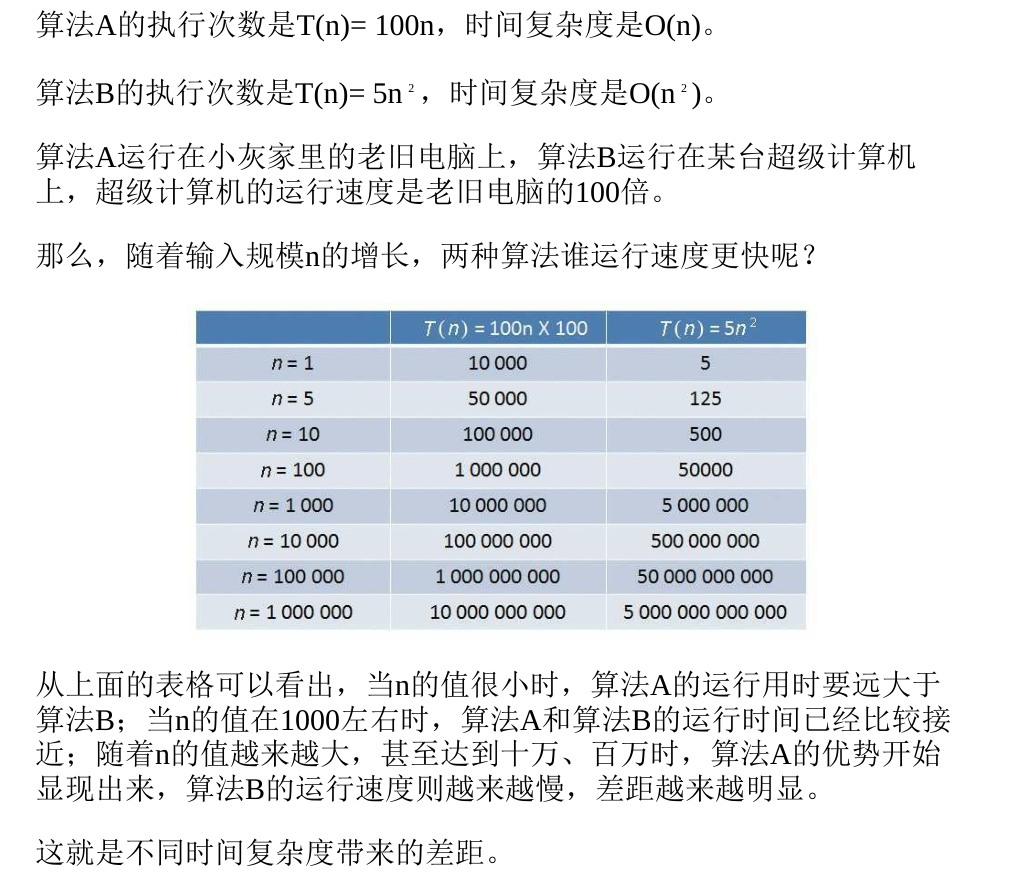 算法A的执行次数是T(n)= 100n，时间复杂度是O(n)。
算法B的执行次数是T(n)= 5n²，时间复杂度是O(n²)。
算法A运行在小灰家里的老旧电脑上，算法B运行在某台超级计算机
上，超级计算机的运行速度是老旧电脑的100倍。
那么，随着输入规模n的增长，两种算法谁运行速度更快呢？
T(n) = 100n X 100 T(n) = 5n²
n = 1 10 000 5
n = 5 50 000 125
n = 10 100 000 500
n = 100 1 000 000 50000
n = 1 000 10 000 000 5 000 000
n = 10 000 100 000 000 500 000 000
n = 100 000 1 000 000 000 50 000 000 000
n = 1 000 000 10 000 000 000 5 000 000 000 000
从上面的表格可以看出，当n的值很小时，算法A的运行用时要远大于
算法B；当n的值在1000左右时，算法A和算法B的运行时间已经比较接
近；随着n的值越来越大，甚至达到十万、百万时，算法A的优势开始
显现出来，算法B的运行速度则越来越慢，差距越来越明显。
这就是不同时间复杂度带来的差距。